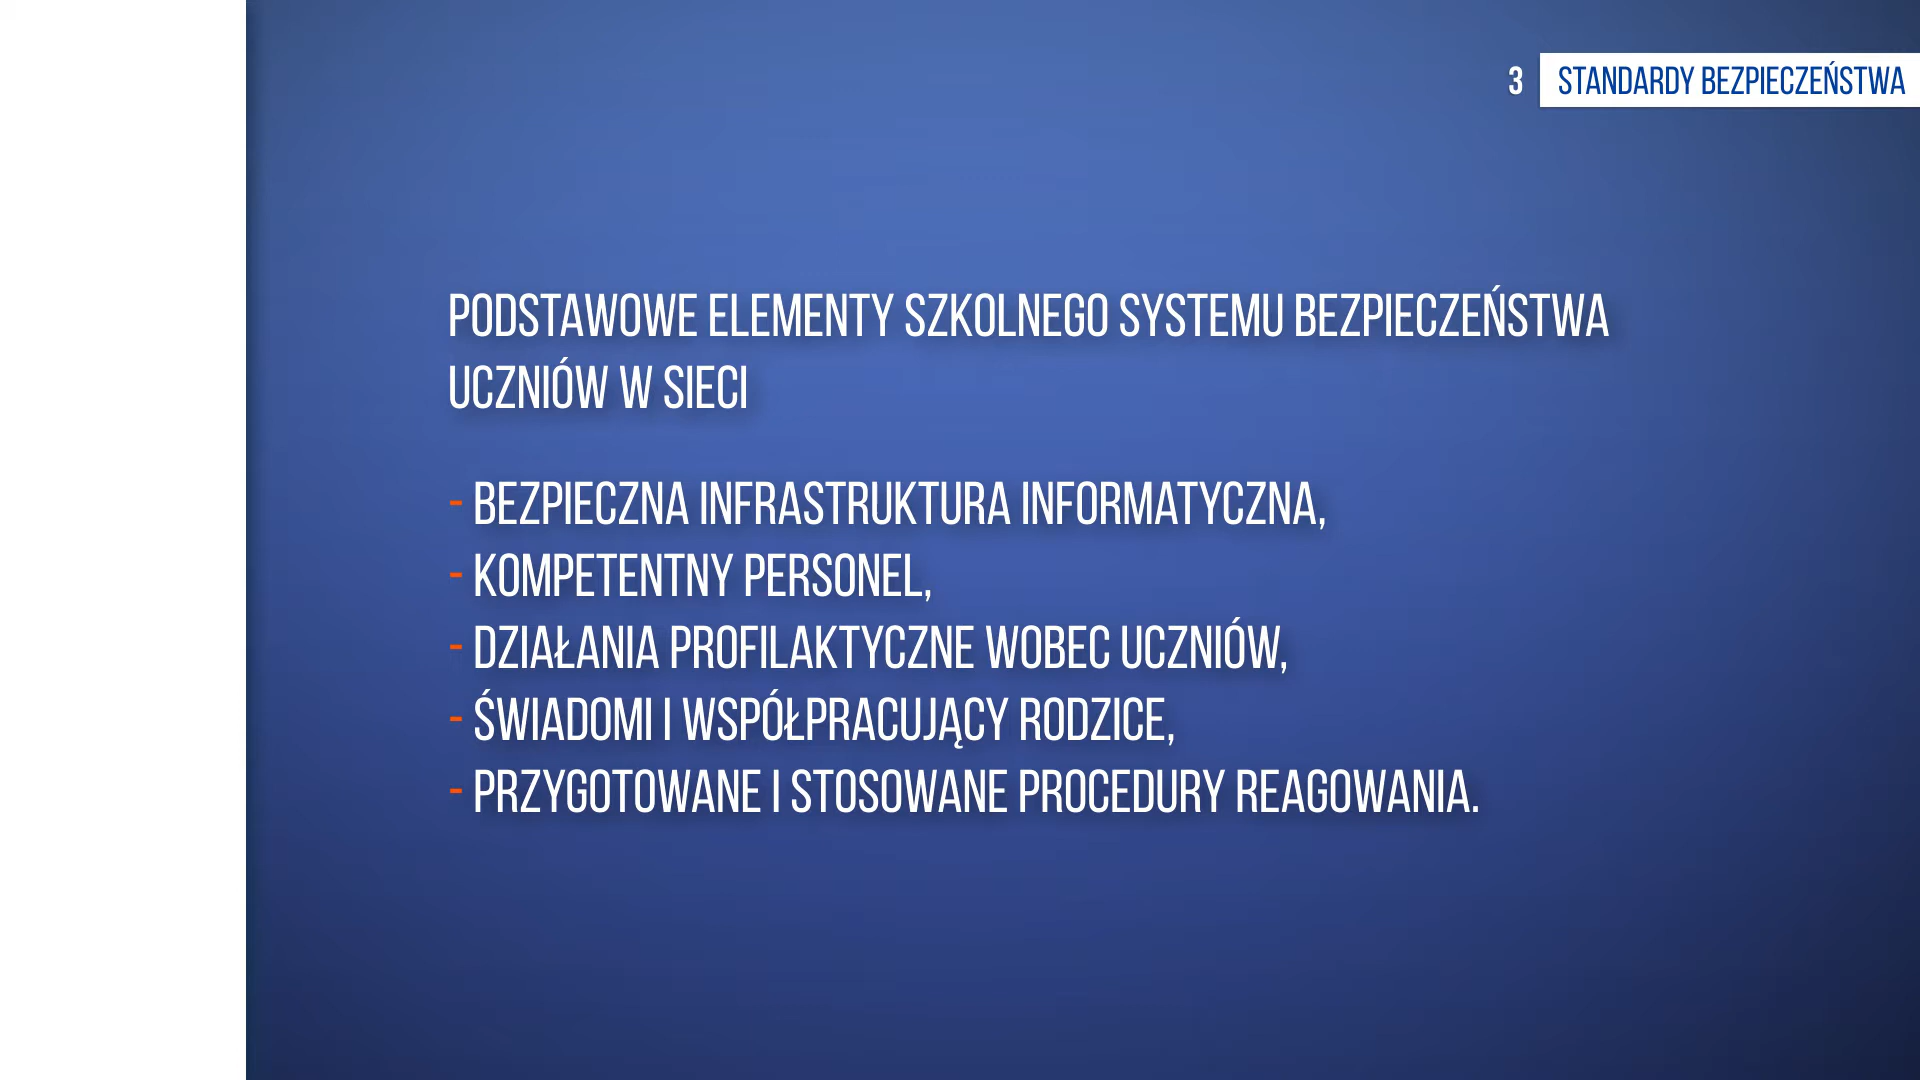 3 STANDARDY BEZPIECZEŃSTWA
PODSTAWOWE ELEMENTY SZKOLNEGO SYSTEMU BEZPIECZEŃSTWA
UCZNIÓW W SIECI
- BEZPIECZNA INFRASTRUKTURA INFORMATYCZNA,
- KOMPETENTNY PERSONEL,
- DZIAŁANIA PROFILAKTYCZNE WOBEC UCZNIÓW,
- ŚWIADOMI I WSPÓŁPRACUJĄCY RODZICE,
- PRZYGOTOWANE I STOSOWANE PROCEDURY REAGOWANIA.